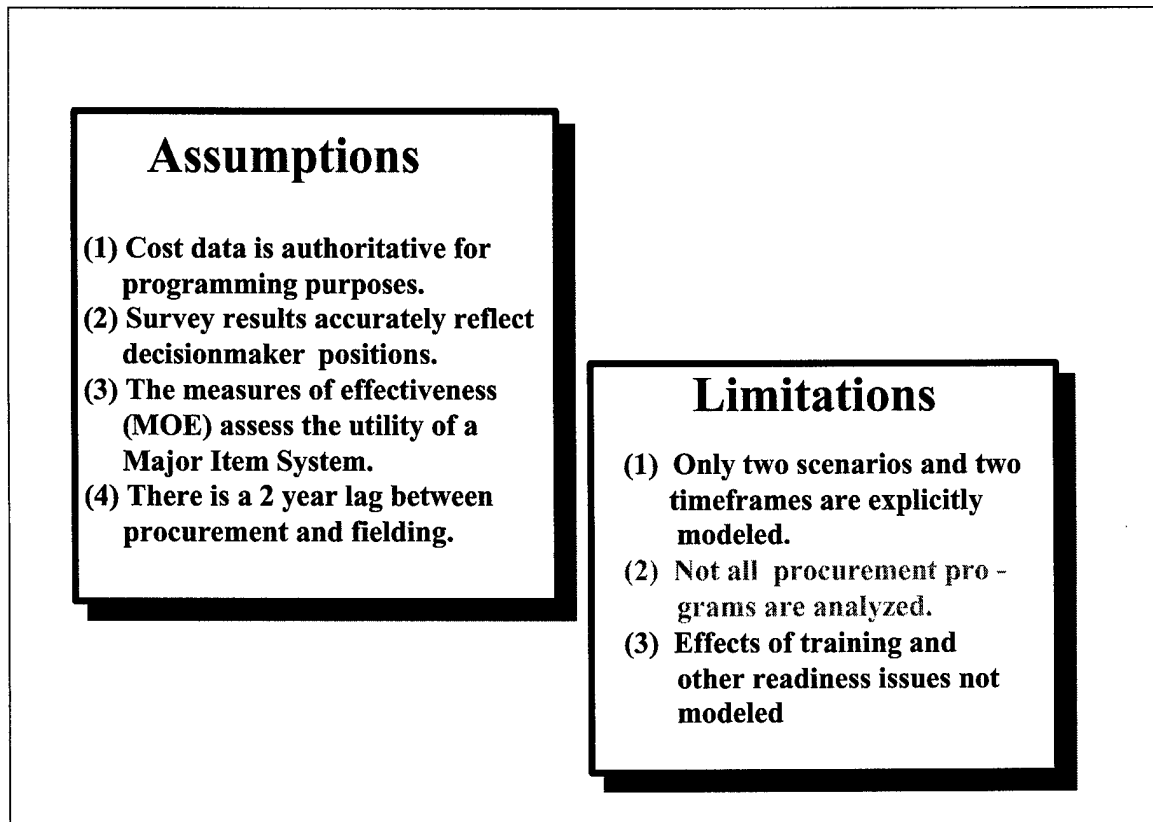 Assumptions
(1) Cost data is authoritative for
programming purposes.
(2) Survey results accurately reflect
decisionmaker positions.
(3) The measures of effectiveness
(MOE) assess the utility of a
Major Item System.
(4) There is a 2 year lag between
procurement and fielding.
Limitations
(1) Only two scenarios and two
timeframes are explicitly
modeled.
(2) Not all procurement pro -
grams are analyzed.
(3) Effects of training and
other readiness issues not
modeled